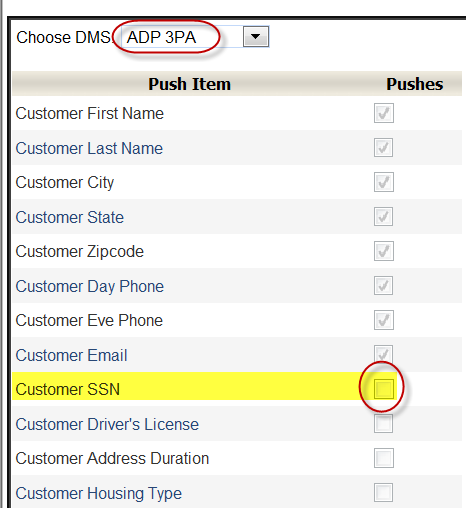 Choose DMS: ADP 3PA
Push Item Pushes
Customer First Name
Customer Last Name
Customer City
Customer State
Customer Zipcode
Customer Day Phone
Customer Eve Phone
Customer Email
Customer SSN
Customer Driver's License
Customer Address Duration
Customer Housing Type